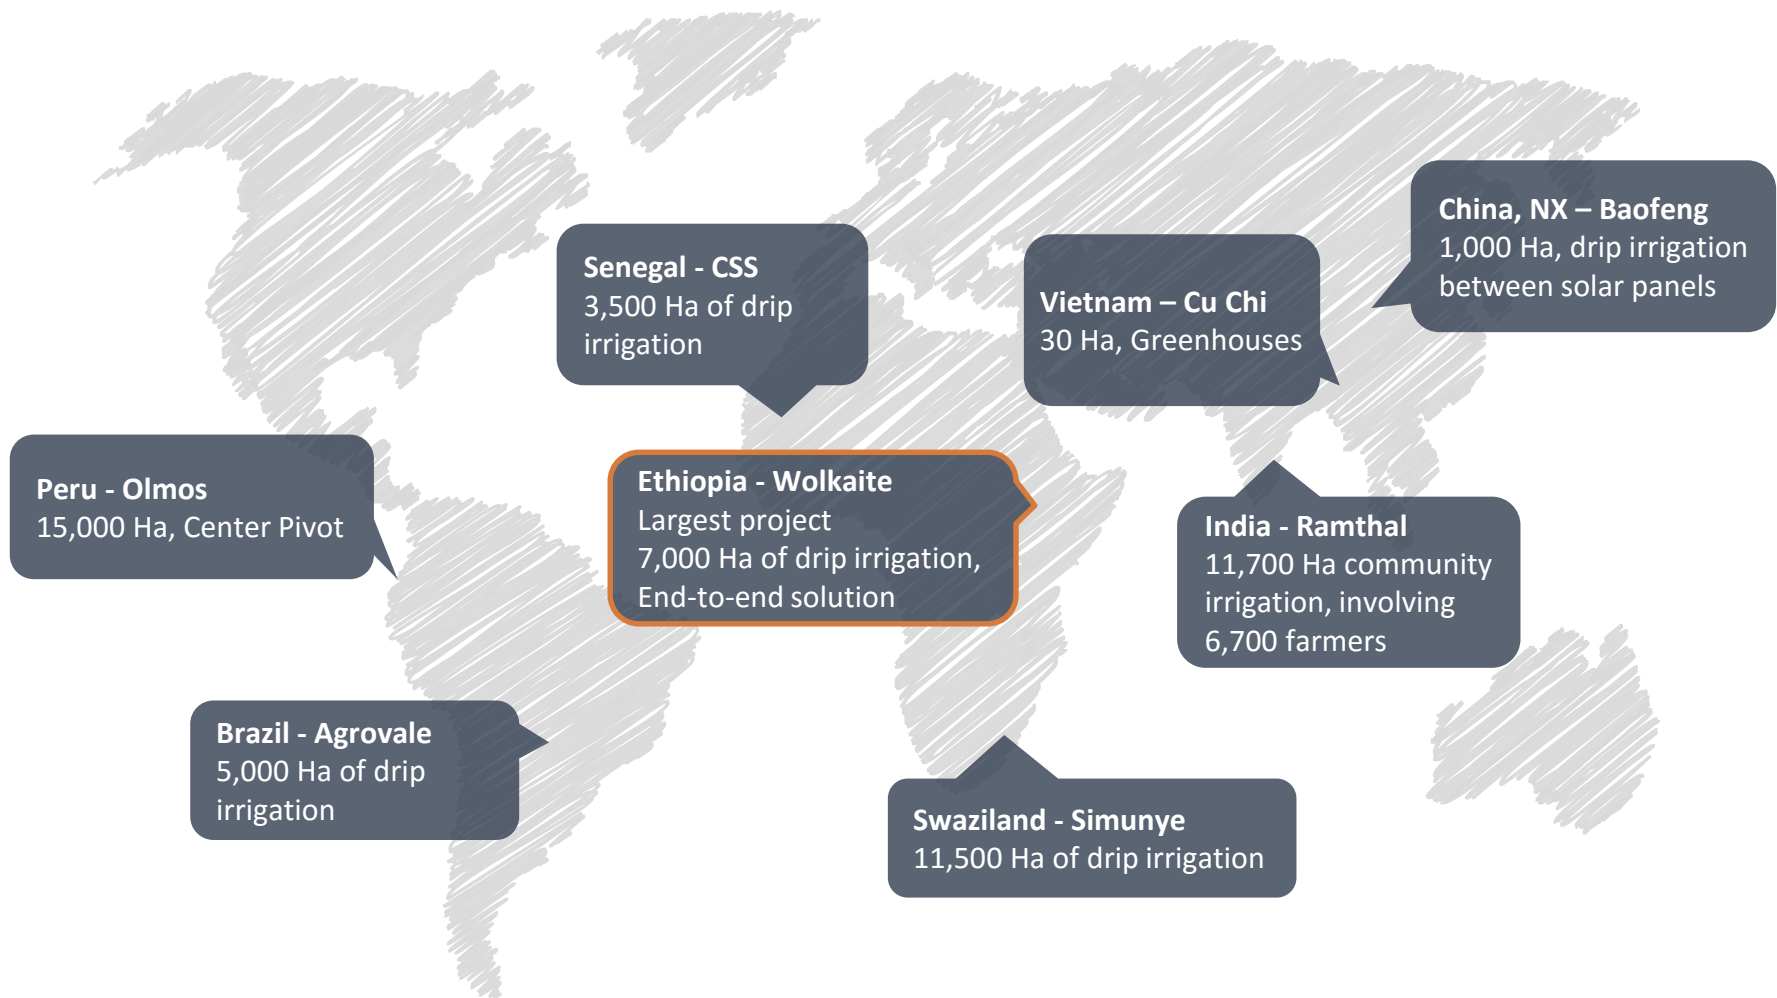 China, NX – Baofeng
1,000 Ha, drip irrigation
between solar panels
Senegal - CSS
3,500 Ha of drip
irrigation
Vietnam – Cu Chi
30 Ha, Greenhouses
Peru - Olmos
15,000 Ha, Center Pivot
Ethiopia - Wolkaite
Largest project
7,000 Ha of drip irrigation,
End-to-end solution
India - Ramthal
11,700 Ha community
irrigation, involving
6,700 farmers
Brazil - Agrovale
5,000 Ha of drip
irrigation
Swaziland - Simunye
11,500 Ha of drip irrigation